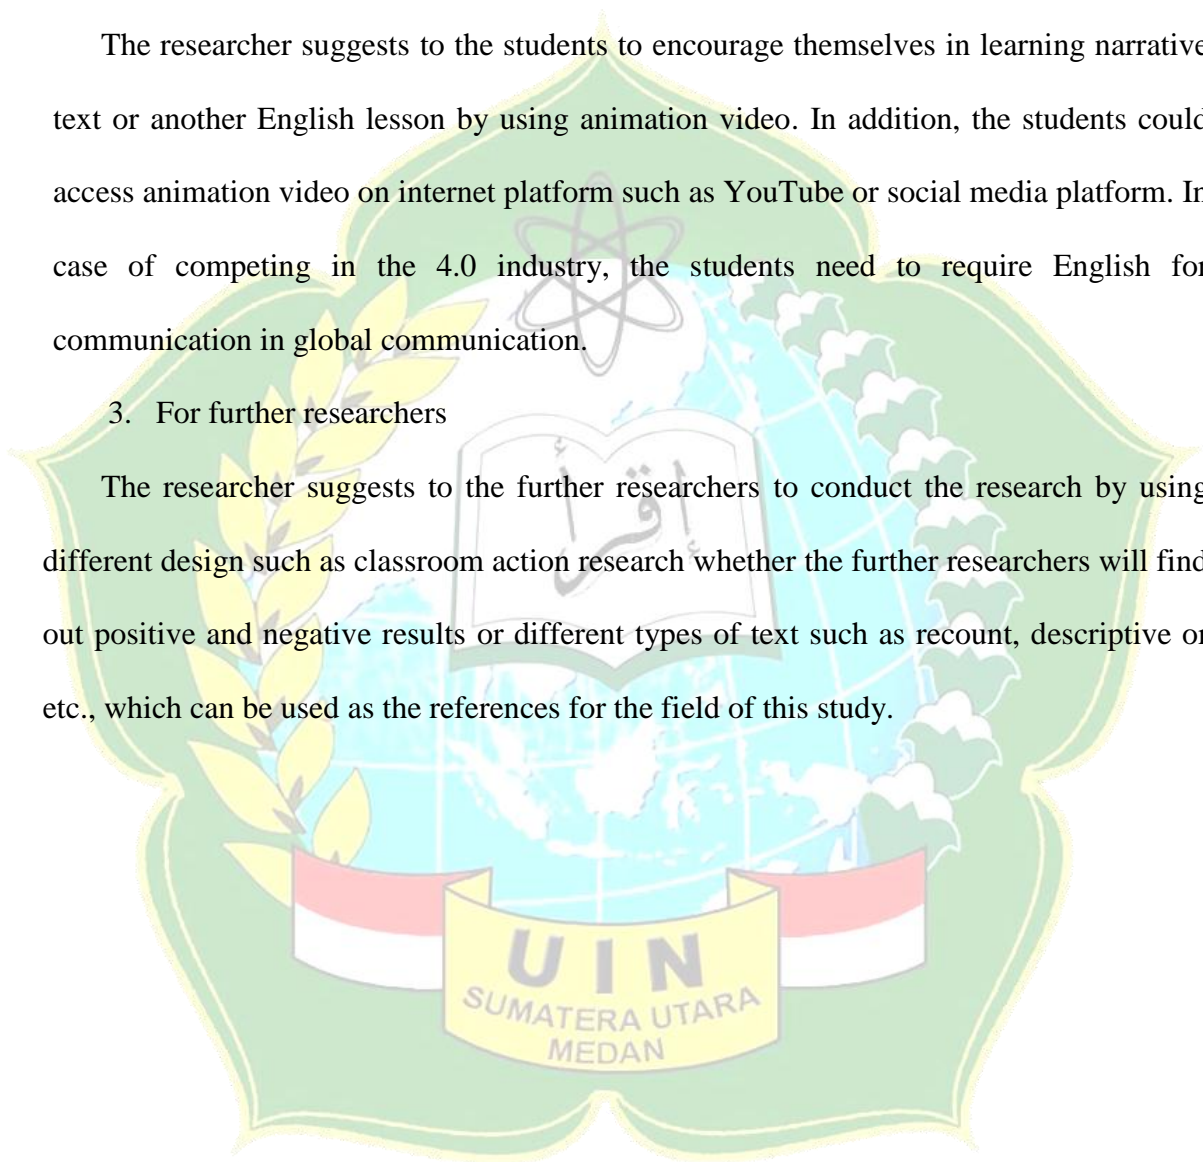 The researcher suggests to the students to encourage themselves in learning narrative
text or another English lesson by using animation video. In addition, the students could
access animation video on internet platform such as YouTube or social media platform. In
case of competing in the 4.0 industry, the students need to require English for
communication in global communication.
3. For further researchers
The researcher suggests to the further researchers to conduct the research by using
different design such as classroom action research whether the further researchers will find
out positive and negative results or different types of text such as recount, descriptive or
etc., which can be used as the references for the field of this study.
إقرأ
UIN
SUMATERA UTARA
MEDAN